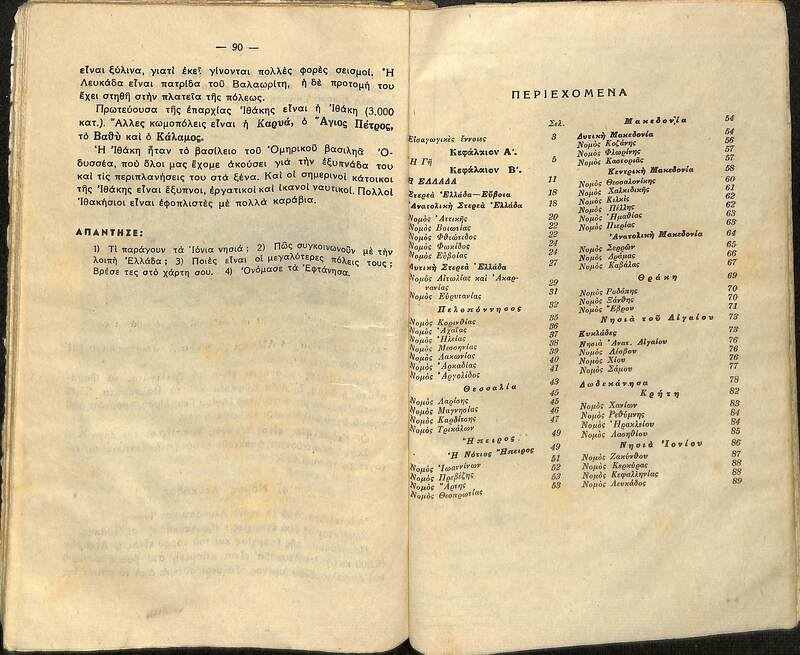 — 90 —
εἶναι ξύλινα, γιατὶ ἐκεῖ γίνονται πολλὲς φορὲς σεισμοί. Ἡ
Λευκάδα εἶναι πατρίδα τοῦ Βαλαωρίτη, ἡ δὲ προτομή του
ἔχει στηθῆ στὴν πλατεῖα τῆς πόλεως.
Πρωτεύουσα τῆς ἐπαρχίας Ἰθάκης εἶναι ἡ Ἰθάκη (3.000
κατ.). Ἄλλες κωμοπόλεις εἶναι ἡ Καρυά, ὁ Ἅγιος Πέτρος,
τὸ Βαθὺ καὶ ὁ Κάλαμος.
Ἡ Ἰθάκη ἦταν τὸ βασίλειο τοῦ Ὁμηρικοῦ βασιληᾶ Ὀ-
δυσσέα, ποὺ ὅλοι μας ἔχομε ἀκούσει γιὰ τὴν ἐξυπνάδα του
καὶ τὶς περιπλανήσεις του στὰ ξένα. Καὶ οἱ σημερινοὶ κάτοικοι
τῆς Ἰθάκης εἶναι ἔξυπνοι, ἐργατικοὶ καὶ ἱκανοὶ ναυτικοί. Πολλοὶ
Ἰθακήσιοι εἶναι ἐφοπλιστὲς μὲ πολλὰ καράβια.
ΑΠΑΝΤΗΣΕ:
1) Τὶ παράγουν τὰ Ἰόνια νησιά; 2) Πῶς συγκοινωνοῦν μὲ τὴν
λοιπὴ Ἑλλάδα; 3) Ποιὲς εἶναι οἱ μεγαλύτερες πόλεις τους;
Βρέσε τες στὸ χάρτη σου. 4) Ὀνόμασε τὰ Ἑφτάνησα.
ΠΕΡΙΕΧΟΜΕΝΑ
Σελ.
Εἰσαγωγικὲς ἔννοιες 3
Κεφάλαιον Α΄.
Ἡ Γῆ 5
Κεφάλαιον Β΄.
Η ΕΛΛΑΔΑ 11
Στερεὰ Ἑλλάδα—Εὔβοια 18
Ἀνατολικὴ Στερεὰ Ἑλλάδα 18
Νομὸς Ἀττικῆς 20
Νομὸς Βοιωτίας 22
Νομὸς Φθιώτιδος 22
Νομὸς Φωκίδος 24
Νομὸς Εὐβοίας 24
Δυτικὴ Στερεὰ Ἑλλάδα 27
Νομὸς Αἰτωλίας καὶ Ἀκαρ-
νανίας 29
Νομὸς Εὐρυτανίας 31
Πελοπόννησος 32
Νομὸς Κορινθίας 35
Νομὸς Ἀχαΐας 36
Νομὸς Ἠλείας 37
Νομὸς Μεσσηνίας 38
Νομὸς Λακωνίας 39
Νομὸς Ἀρκαδίας 40
Νομὸς Ἀργολίδος 41
Θεσσαλία 43
Νομὸς Λαρίσης 45
Νομὸς Μαγνησίας 45
Νομὸς Καρδίτσης 46
Νομὸς Τρικάλων 47
Ἤπειρος 49
Ἡ Νότιος Ἤπειρος 49
Νομὸς Ἰωαννίνων 51
Νομὸς Πρεβέζης 52
Νομὸς Ἄρτης 53
Νομὸς Θεσπρωτίας 53
Μακεδονία 54
Δυτικὴ Μακεδονία 54
Νομὸς Κοζάνης 56
Νομὸς Φλωρίνης 57
Νομὸς Καστοριᾶς 57
Κεντρικὴ Μακεδονία 58
Νομὸς Θεσσαλονίκης 60
Νομὸς Χαλκιδικῆς 61
Νομὸς Κιλκὶς 62
Νομὸς Πέλλης 62
Νομὸς Ἠμαθίας 63
Νομὸς Πιερίας 63
Ἀνατολικὴ Μακεδονία 64
Νομὸς Σερρῶν 65
Νομὸς Δράμας 66
Νομὸς Καβάλας 67
Θράκη 69
Νομὸς Ροδόπης 70
Νομὸς Ξάνθης 70
Νομὸς Ἕβρου 71
Νησιὰ τοῦ Αἰγαίου 73
Κυκλάδες 73
Νησιὰ Ἀνατ. Αἰγαίου 76
Νομὸς Λέσβου 76
Νομὸς Χίου 76
Νομὸς Σάμου 77
Δωδεκάνησα 78
Κρήτη 82
Νομὸς Χανίων 83
Νομὸς Ρεθύμνης 84
Νομὸς Ἡρακλείου 84
Νομὸς Λασηθίου 85
Νησιὰ Ἰονίου 86
Νομὸς Ζακύνθου 87
Νομὸς Κερκύρας 88
Νομὸς Κεφαλληνίας 88
Νομὸς Λευκάδος 89